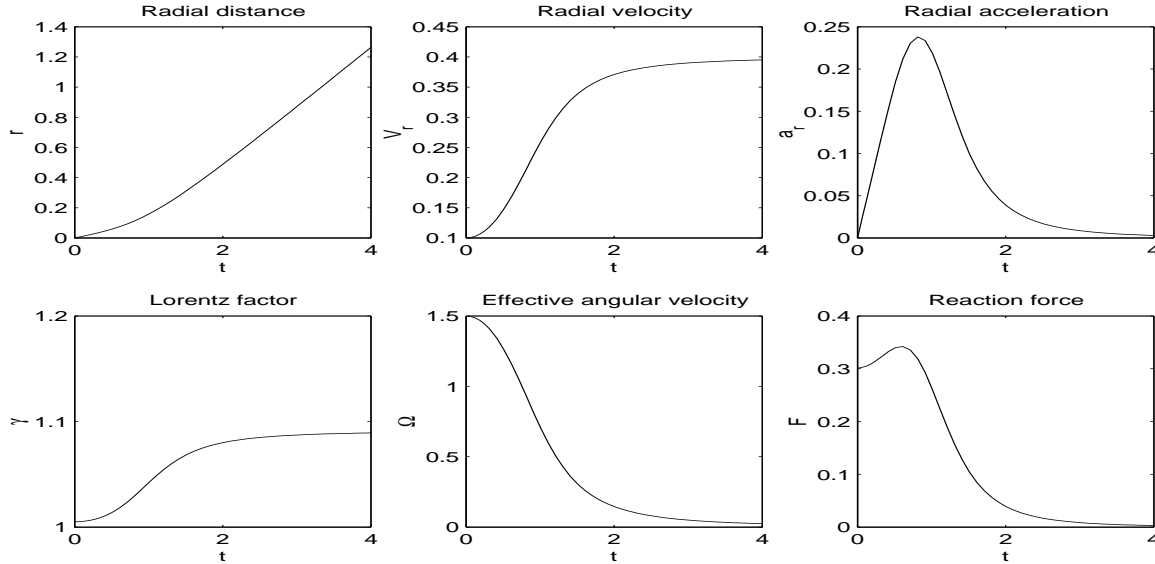 Radial distance
1.4
1.2
1
0.8
0.6
0.4
0.2
0
r
0
2
4
t
Radial velocity
0.45
0.4
0.35
0.3
0.25
0.2
0.15
0.1
V_r
0
2
4
t
Radial acceleration
0.25
0.2
0.15
0.1
0.05
0
a_r
0
2
4
t
Lorentz factor
1.2
1.1
1
γ
0
2
4
t
Effective angular velocity
1.5
1
0.5
0
Ω
0
2
4
t
Reaction force
0.4
0.3
0.2
0.1
0
F
0
2
4
t